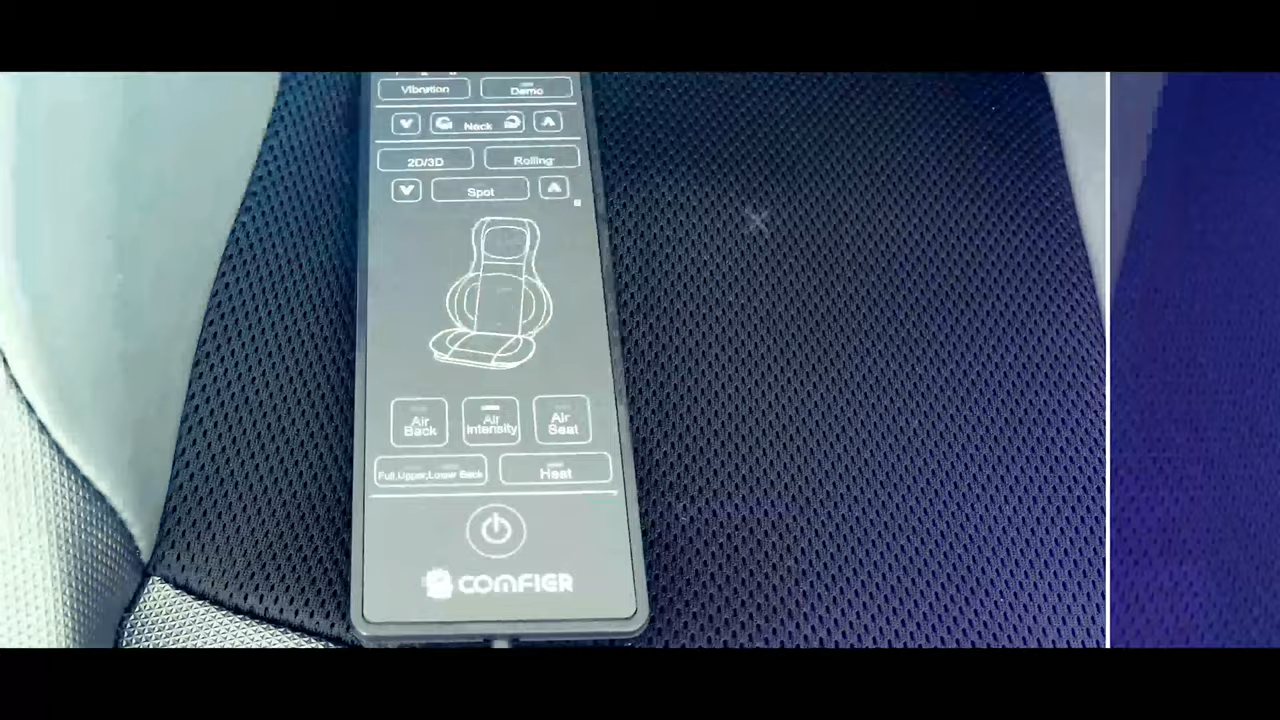 Vibration Demo
Neck
2D/3D Rolling
Spot
Air Back
Air Intensity
Air Seat
Full,Upper,Lower Back Heat
COMFIER